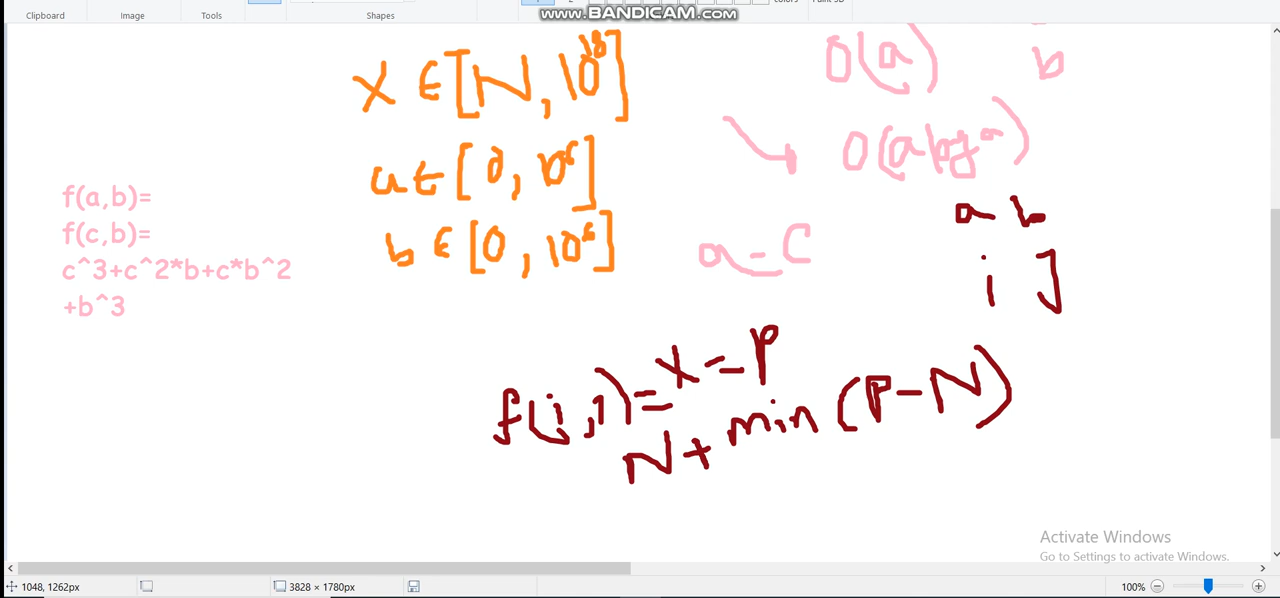 Clipboard
Image
Tools
Shapes
www.BANDICAM.com
X ∈ [N, 10^18]
a ∈ [0, 10^6]
b ∈ [0, 10^6]
O(a)
b
O(a log a)
f(a,b)=
f(c,b)=
c^3+c^2*b+c*b^2
+b^3
a = C
a b
i j
f(i,j) = X = P
N + min (P - N)
Activate Windows
Go to Settings to activate Windows.
1048, 1262px
3828 × 1780px
100%